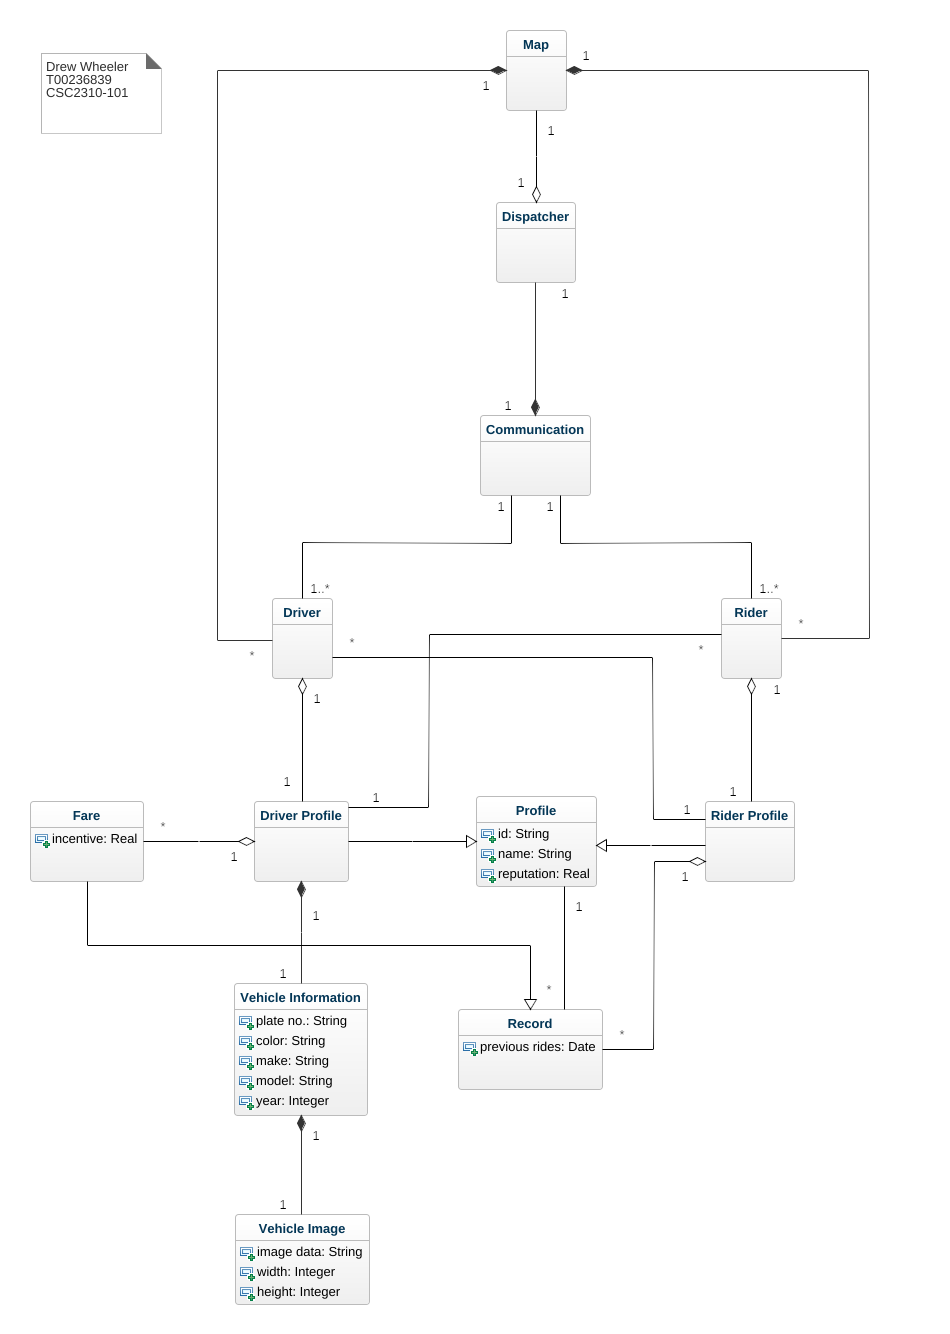 Map
1
1
Drew Wheeler
T00236839
CSC2310-101
1
1
Dispatcher
1
1
Communication
1
1
1..*
1..*
Driver
Rider
*
*
*
*
1
1
1
1
1
1
Fare
incentive: Real
*
1
Driver Profile
Profile
id: String
name: String
reputation: Real
Rider Profile
1
1
1
1
*
*
Vehicle Information
plate no.: String
color: String
make: String
model: String
year: Integer
Record
previous rides: Date
1
1
Vehicle Image
image data: String
width: Integer
height: Integer